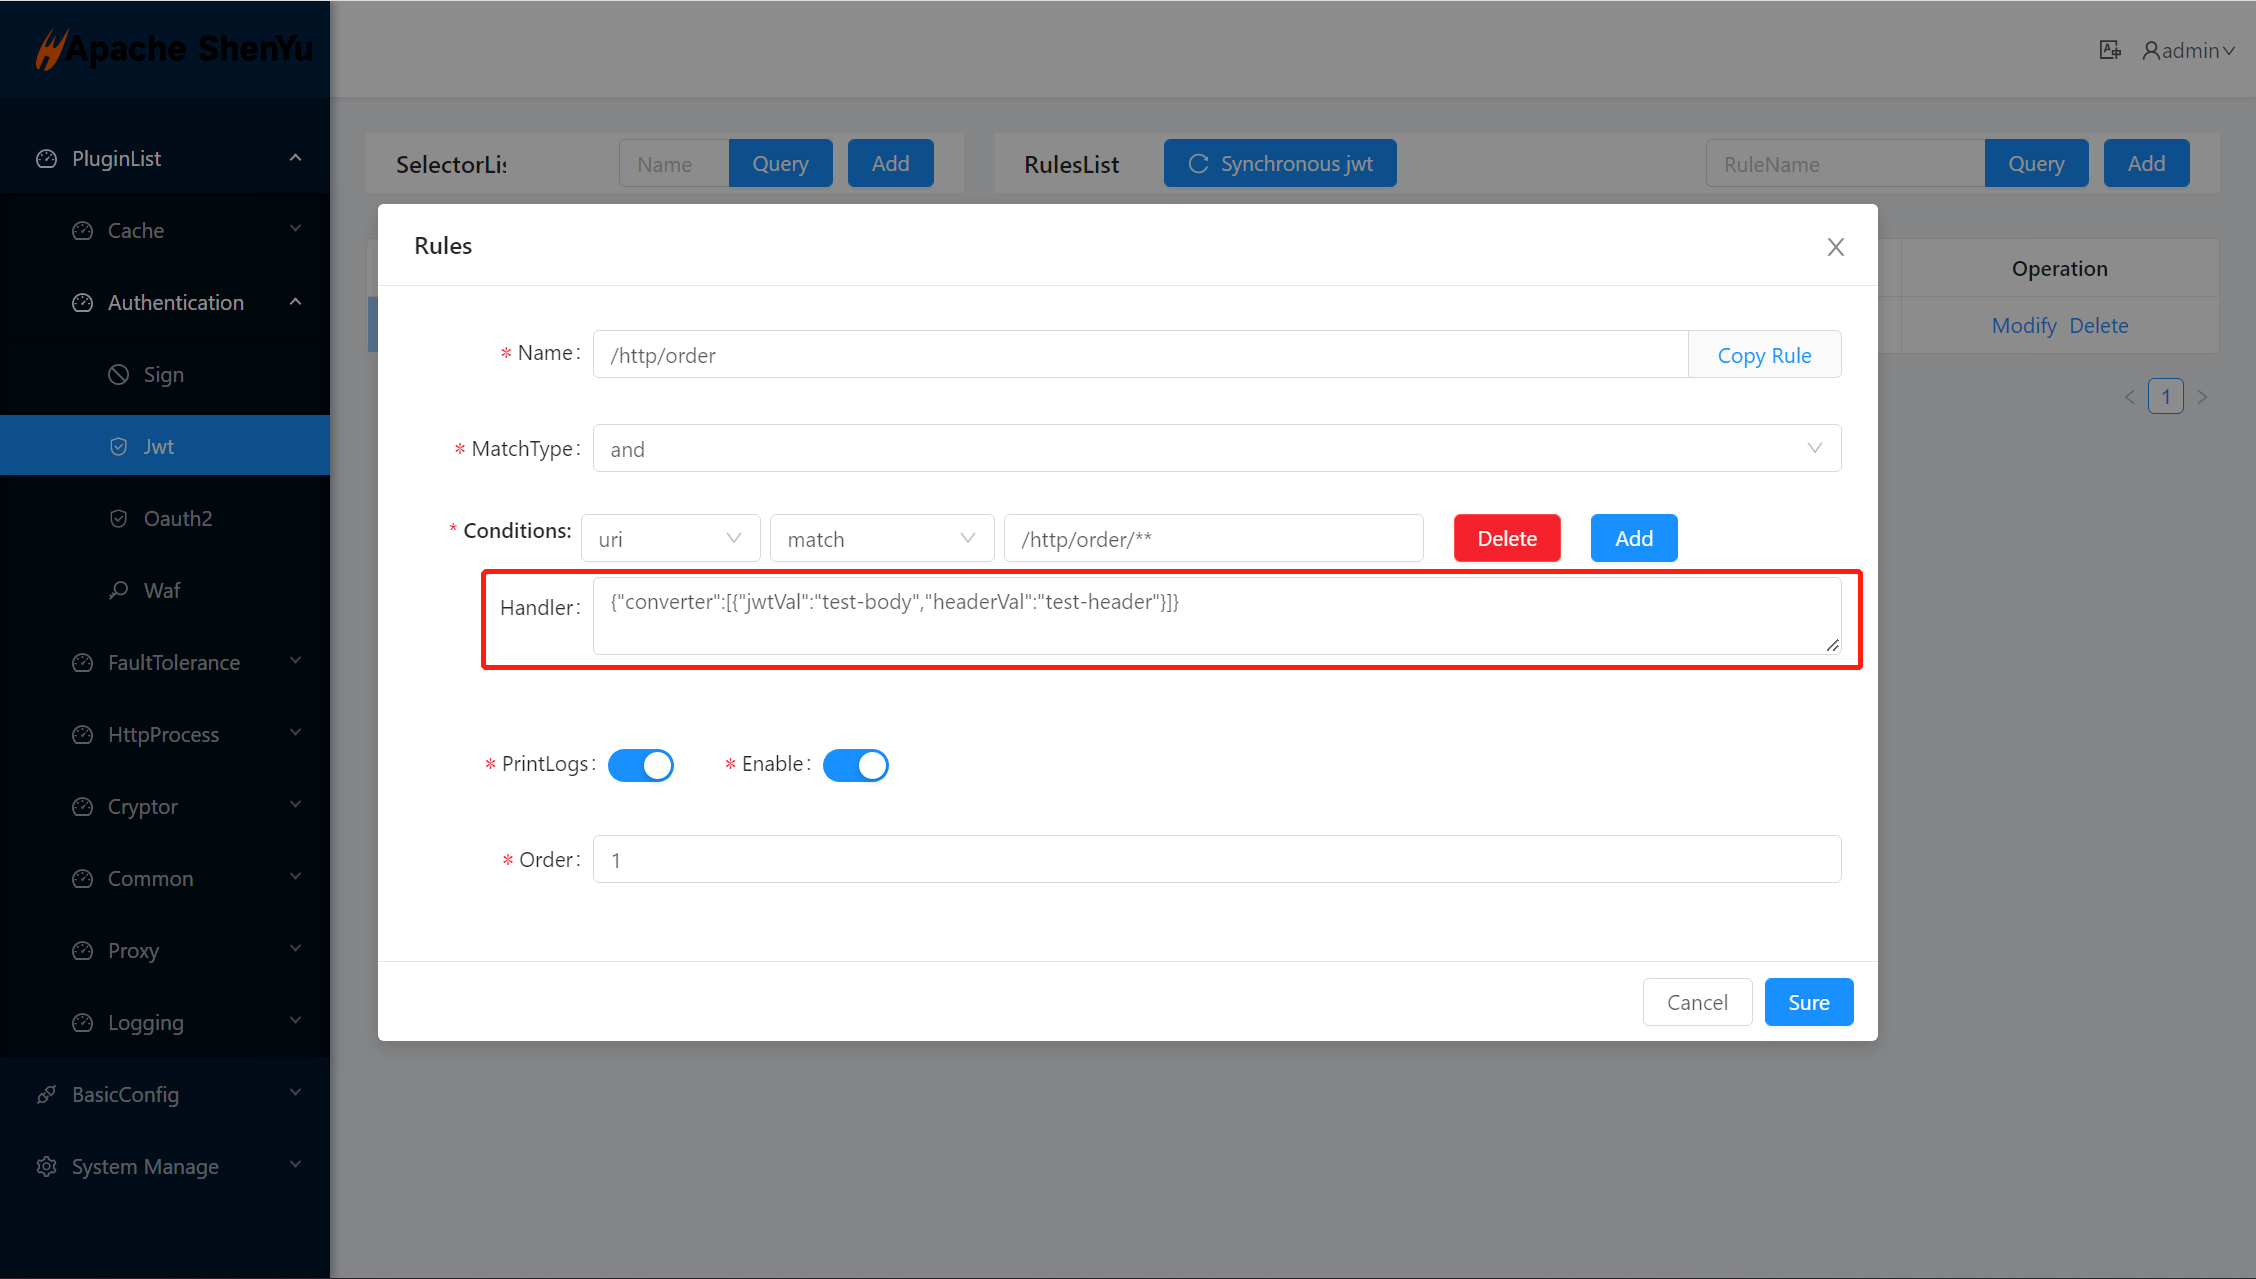 Apache ShenYu
admin
PluginList
Cache
Authentication
Sign
Jwt
Oauth2
Waf
FaultTolerance
HttpProcess
Cryptor
Common
Proxy
Logging
BasicConfig
System Manage
SelectorLis
Name
Query
Add
RulesList
Synchronous jwt
RuleName
Query
Add
Operation
Modify Delete
1
Rules
* Name: /http/order Copy Rule
* MatchType: and
* Conditions: uri match /http/order/** Delete Add
Handler: {"converter":[{"jwtVal":"test-body","headerVal":"test-header"}]}
* PrintLogs: * Enable:
* Order: 1
Cancel Sure